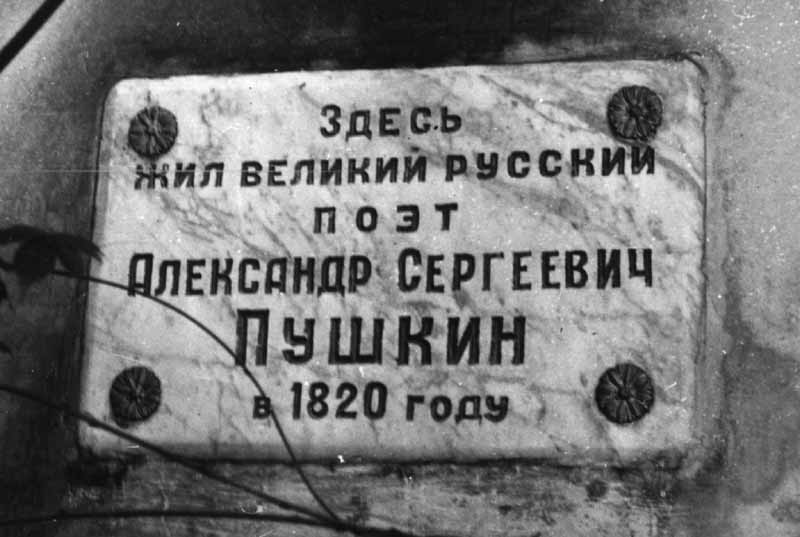 Здесь
жил великий русский
поэт
Александр Сергеевич
Пушкин
в 1820 году